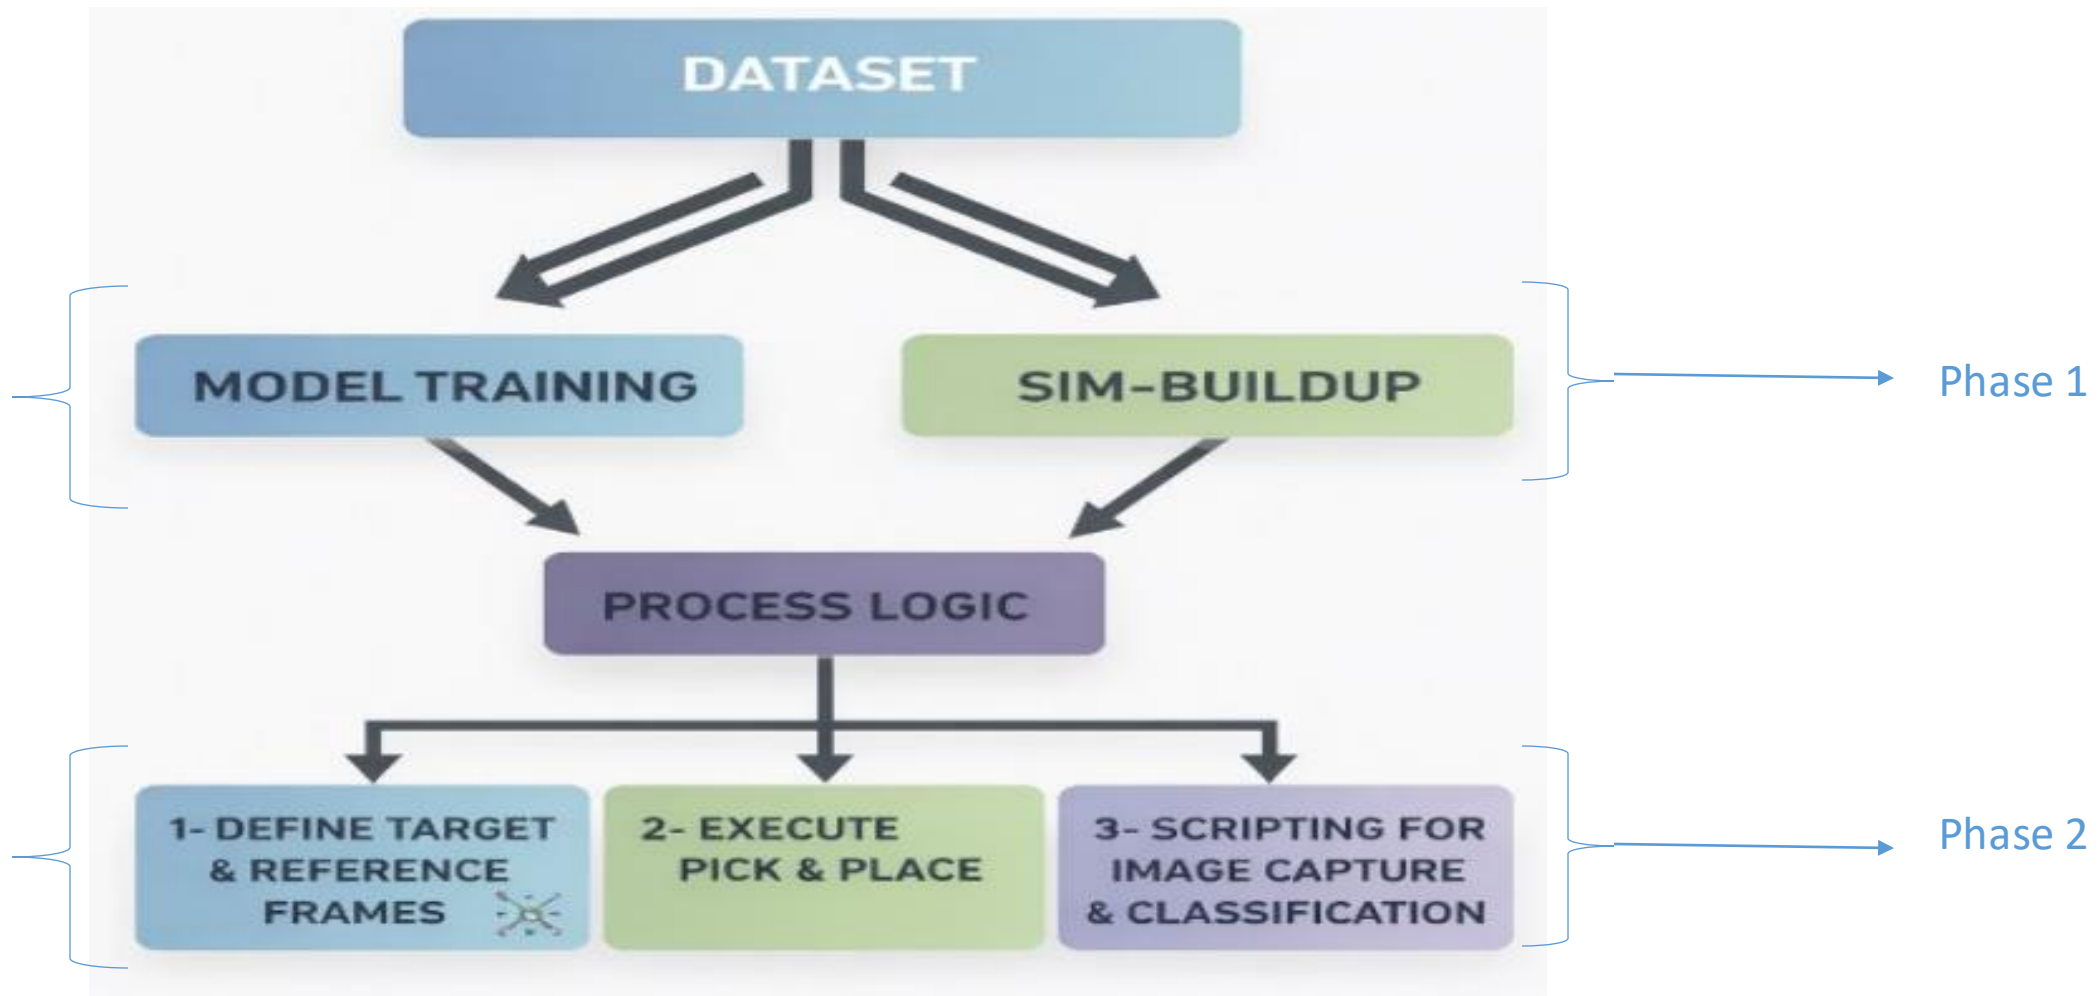 DATASET
MODEL TRAINING
SIM-BUILDUP
Phase 1
PROCESS LOGIC
1- DEFINE TARGET
& REFERENCE
FRAMES
2- EXECUTE
PICK & PLACE
3- SCRIPTING FOR
IMAGE CAPTURE
& CLASSIFICATION
Phase 2